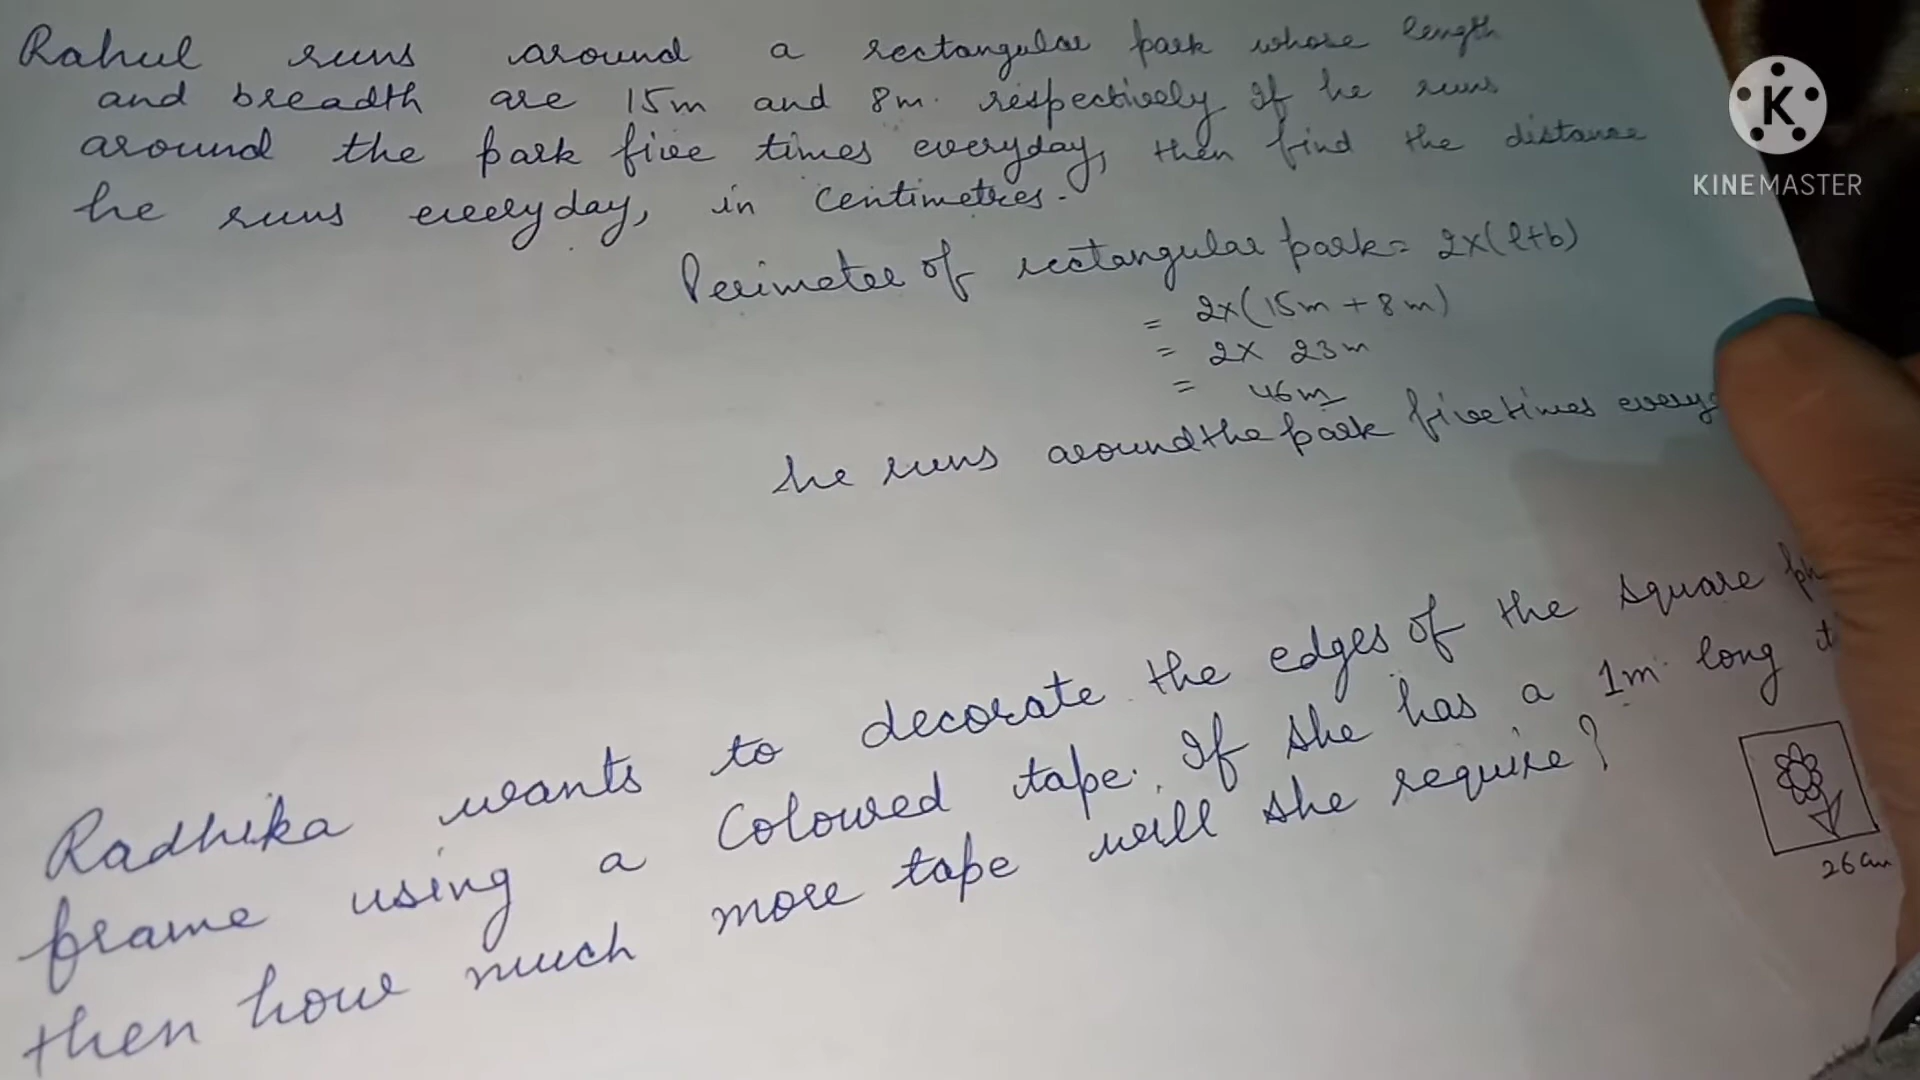 Rahul runs around a rectangular park whose length
and breadth are 15m and 8m. respectively. If he runs
around the park five times everyday, then find the distance
he runs everyday, in centimetres.
Perimeter of rectangular park = 2x(l+b)
= 2x(15m + 8m)
= 2x 23m
= 46m
he runs around the park five times
Radhika wants to decorate the edges of the square
frame using a Coloured tape. If she has a 1m. long
then how much more tape will she require?
26cm
K
KINEMASTER